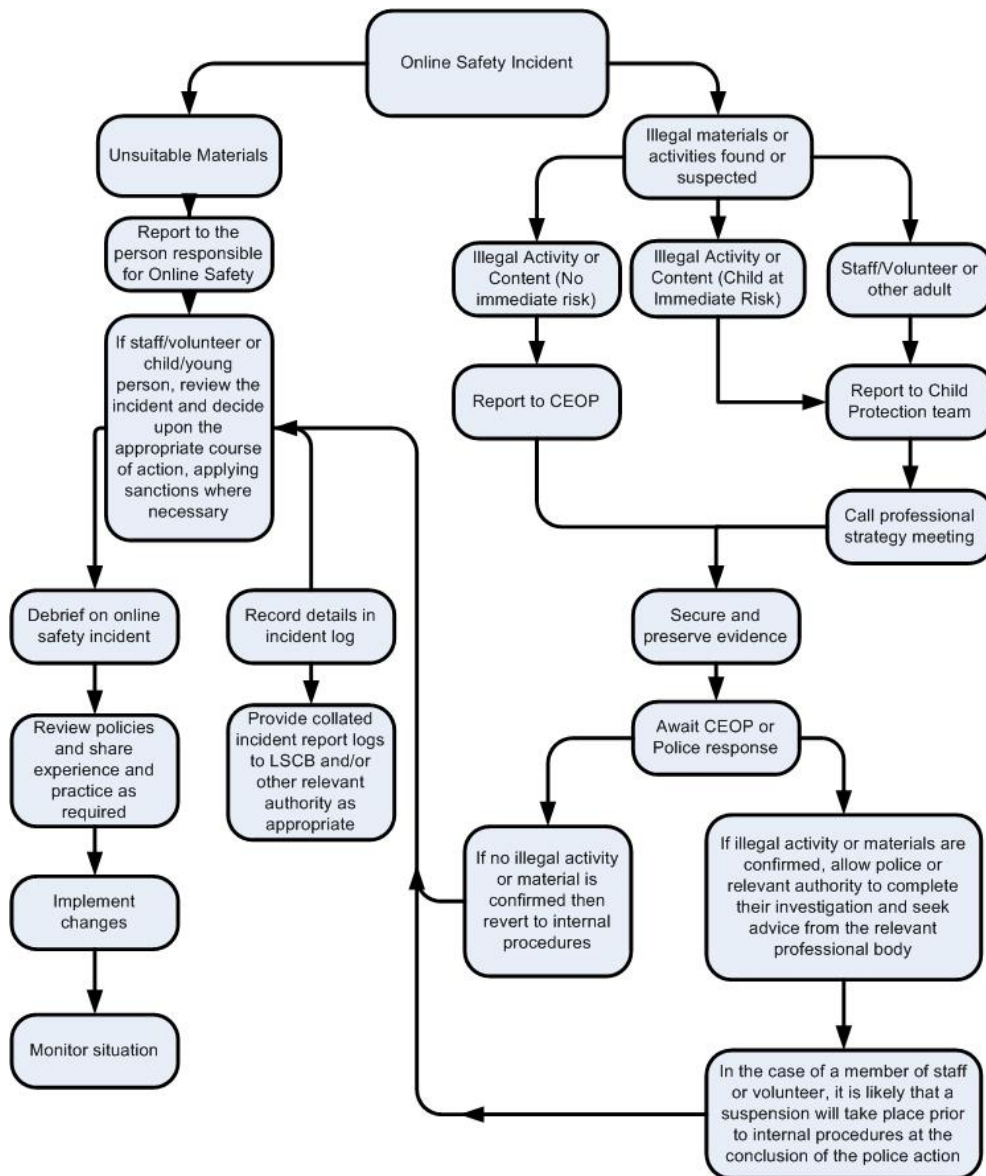 Online Safety Incident
Unsuitable Materials
Report to the
person responsible
for Online Safety
If staff/volunteer or
child/young
person, review the
incident and decide
upon the
appropriate course
of action, applying
sanctions where
necessary
Debrief on online
safety incident
Review policies
and share
experience and
practice as
required
Implement
changes
Monitor situation
Record details in
incident log
Provide collated
incident report logs
to LSCB and/or
other relevant
authority as
appropriate
Illegal materials or
activities found or
suspected
Illegal Activity or
Content (No
immediate risk)
Illegal Activity or
Content (Child at
Immediate Risk)
Staff/Volunteer or
other adult
Report to CEOP
Report to Child
Protection team
Call professional
strategy meeting
Secure and
preserve evidence
Await CEOP or
Police response
If no illegal activity
or material is
confirmed then
revert to internal
procedures
If illegal activity or materials are
confirmed, allow police or
relevant authority to complete
their investigation and seek
advice from the relevant
professional body
In the case of a member of staff
or volunteer, it is likely that a
suspension will take place prior
to internal procedures at the
conclusion of the police action